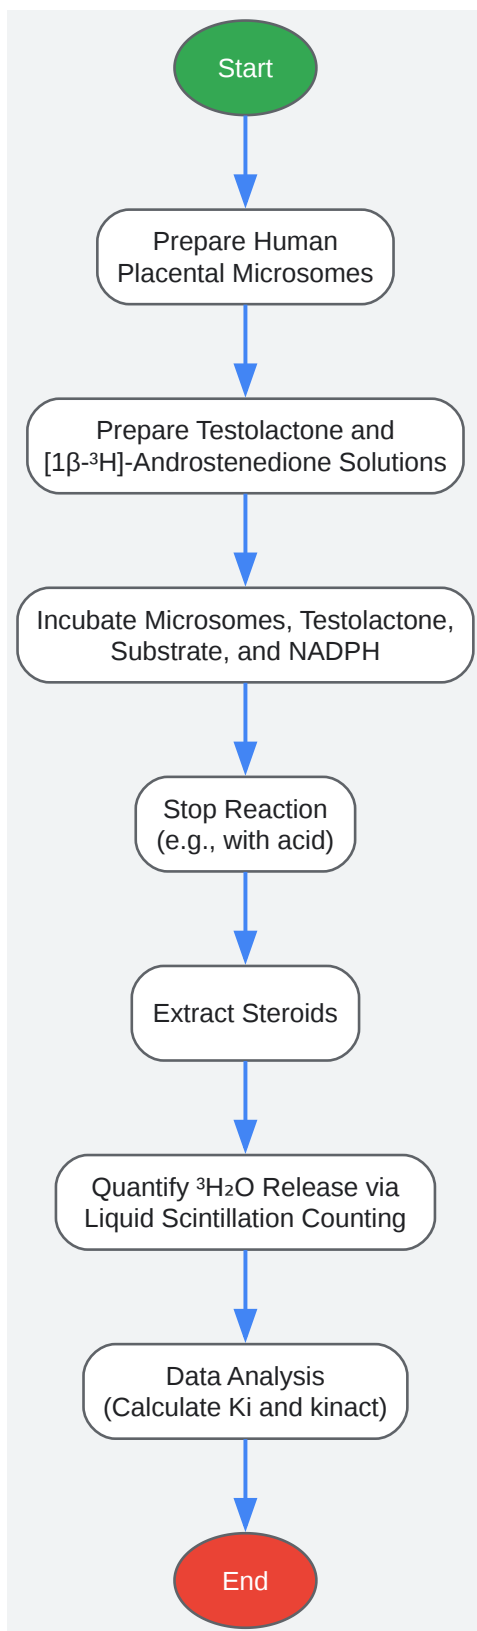 Start
Prepare Human
Placental Microsomes
Prepare Testolactone and
[1β-³H]-Androstenedione Solutions
Incubate Microsomes, Testolactone,
Substrate, and NADPH
Stop Reaction
(e.g., with acid)
Extract Steroids
Quantify ³H₂O Release via
Liquid Scintillation Counting
Data Analysis
(Calculate Ki and kinact)
End